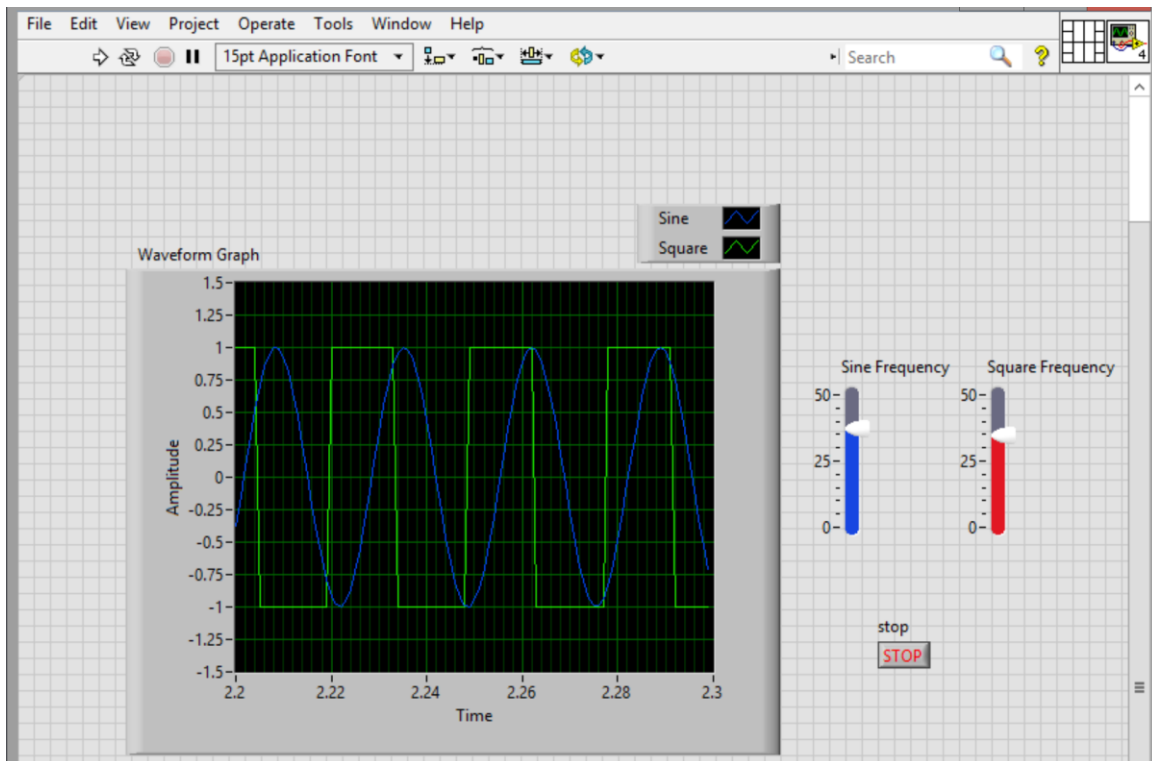 File Edit View Project Operate Tools Window Help
15pt Application Font Search ? 4
Sine
Square
Waveform Graph
1.5
1.25
1
0.75
0.5
0.25
0
-0.25
-0.5
-0.75
-1
-1.25
-1.5
Amplitude
2.2 2.22 2.24 2.26 2.28 2.3
Time
Sine Frequency Square Frequency
50 50
25 25
0 0
stop
STOP